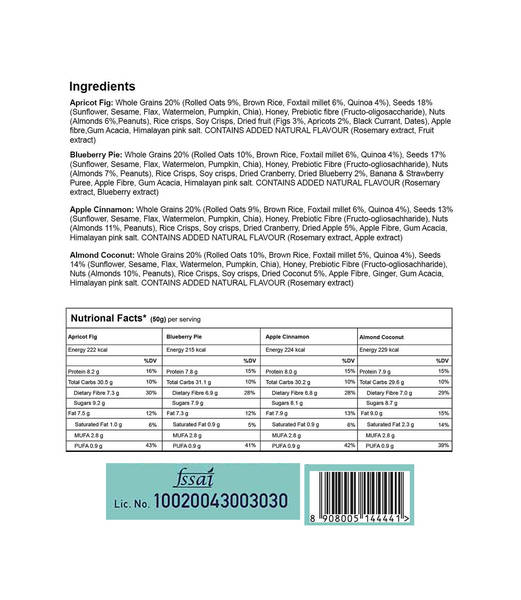 Ingredients
Apricot Fig: Whole Grains 20% (Rolled Oats 9%, Brown Rice, Foxtail millet 6%, Quinoa 4%), Seeds 18%
(Sunflower, Sesame, Flax, Watermelon, Pumpkin, Chia), Honey, Prebiotic fibre (Fructo-oligosaccharide), Nuts
(Almonds 6%,Peanuts), Rice crisps, Soy Crisps, Dried fruit (Figs 3%, Apricots 2%, Black Currant, Dates), Apple
fibre,Gum Acacia, Himalayan pink salt. CONTAINS ADDED NATURAL FLAVOUR (Rosemary extract, Fruit
extract)
Blueberry Pie: Whole Grains 20% (Rolled Oats 10%, Brown Rice, Foxtail millet 6%, Quinoa 4%), Seeds 17%
(Sunflower, Sesame, Flax, Watermelon, Pumpkin, Chia), Honey, Prebiotic Fibre (Fructo-ogliosachharide), Nuts
(Almonds 7%, Peanuts), Rice Crisps, Soy crisps, Dried Cranberry, Dried Blueberry 2%, Banana & Strawberry
Puree, Apple Fibre, Gum Acacia, Himalayan pink salt. CONTAINS ADDED NATURAL FLAVOUR (Rosemary
extract, Blueberry extract)
Apple Cinnamon: Whole Grains 20% (Rolled Oats 9%, Brown Rice, Foxtail millet 6%, Quinoa 4%), Seeds 13%
(Sunflower, Sesame, Flax, Watermelon, Pumpkin, Chia), Honey, Prebiotic Fibre (Fructo-ogliosachharide), Nuts
(Almonds 11%, Peanuts), Rice Crisps, Soy crisps, Dried Cranberry, Dried Apple 5%, Apple Fibre, Gum Acacia,
Himalayan pink salt. CONTAINS ADDED NATURAL FLAVOUR (Rosemary extract, Apple extract)
Almond Coconut: Whole Grains 20% (Rolled Oats 10%, Brown Rice, Foxtail millet 5%, Quinoa 4%), Seeds
14% (Sunflower, Sesame, Flax, Watermelon, Pumpkin, Chia), Honey, Prebiotic Fibre (Fructo-ogliosachharide),
Nuts (Almonds 10%, Peanuts), Rice Crisps, Soy crisps, Dried Coconut 5%, Apple Fibre, Ginger, Gum Acacia,
Himalayan pink salt. CONTAINS ADDED NATURAL FLAVOUR (Rosemary extract)
Nutrional Facts* (50g) per serving
Apricot Fig Blueberry Pie Apple Cinnamon Almond Coconut
Energy 222 kcal Energy 215 kcal Energy 224 kcal Energy 229 kcal
%DV %DV %DV %DV
Protein 8.2 g 16% Protein 7.8 g 15% Protein 8.0 g 15% Protein 7.9 g 15%
Total Carbs 30.5 g 10% Total Carbs 31.1 g 10% Total Carbs 30.2 g 10% Total Carbs 29.6 g 10%
Dietary Fibre 7.3 g 30% Dietary Fibre 6.9 g 28% Dietary Fibre 6.8 g 28% Dietary Fibre 7.0 g 29%
Sugars 9.2 g Sugars 7.9 g Sugars 8.1 g Sugars 8.7 g
Fat 7.5 g 12% Fat 7.3 g 12% Fat 7.9 g 13% Fat 9.0 g 15%
Saturated Fat 1.0 g 6% Saturated Fat 0.9 g 5% Saturated Fat 0.9 g 6% Saturated Fat 2.3 g 14%
MUFA 2.8 g MUFA 2.8 g MUFA 2.8 g MUFA 2.8 g
PUFA 0.9 g 43% PUFA 0.9 g 41% PUFA 0.9 g 42% PUFA 0.9 g 39%
fssai
Lic. No. 10020043003030
8 908005 144441 >